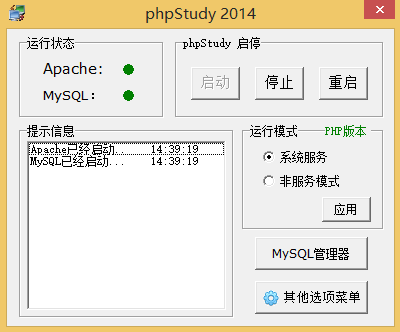 phpStudy 2014
运行状态
Apache:
MySQL:
phpStudy 启停
启动
停止
重启
提示信息
Apache已经启动... 14:39:19
MySQL已经启动... 14:39:19
运行模式 PHP版本
系统服务
非服务模式
应用
MySQL管理器
其他选项菜单